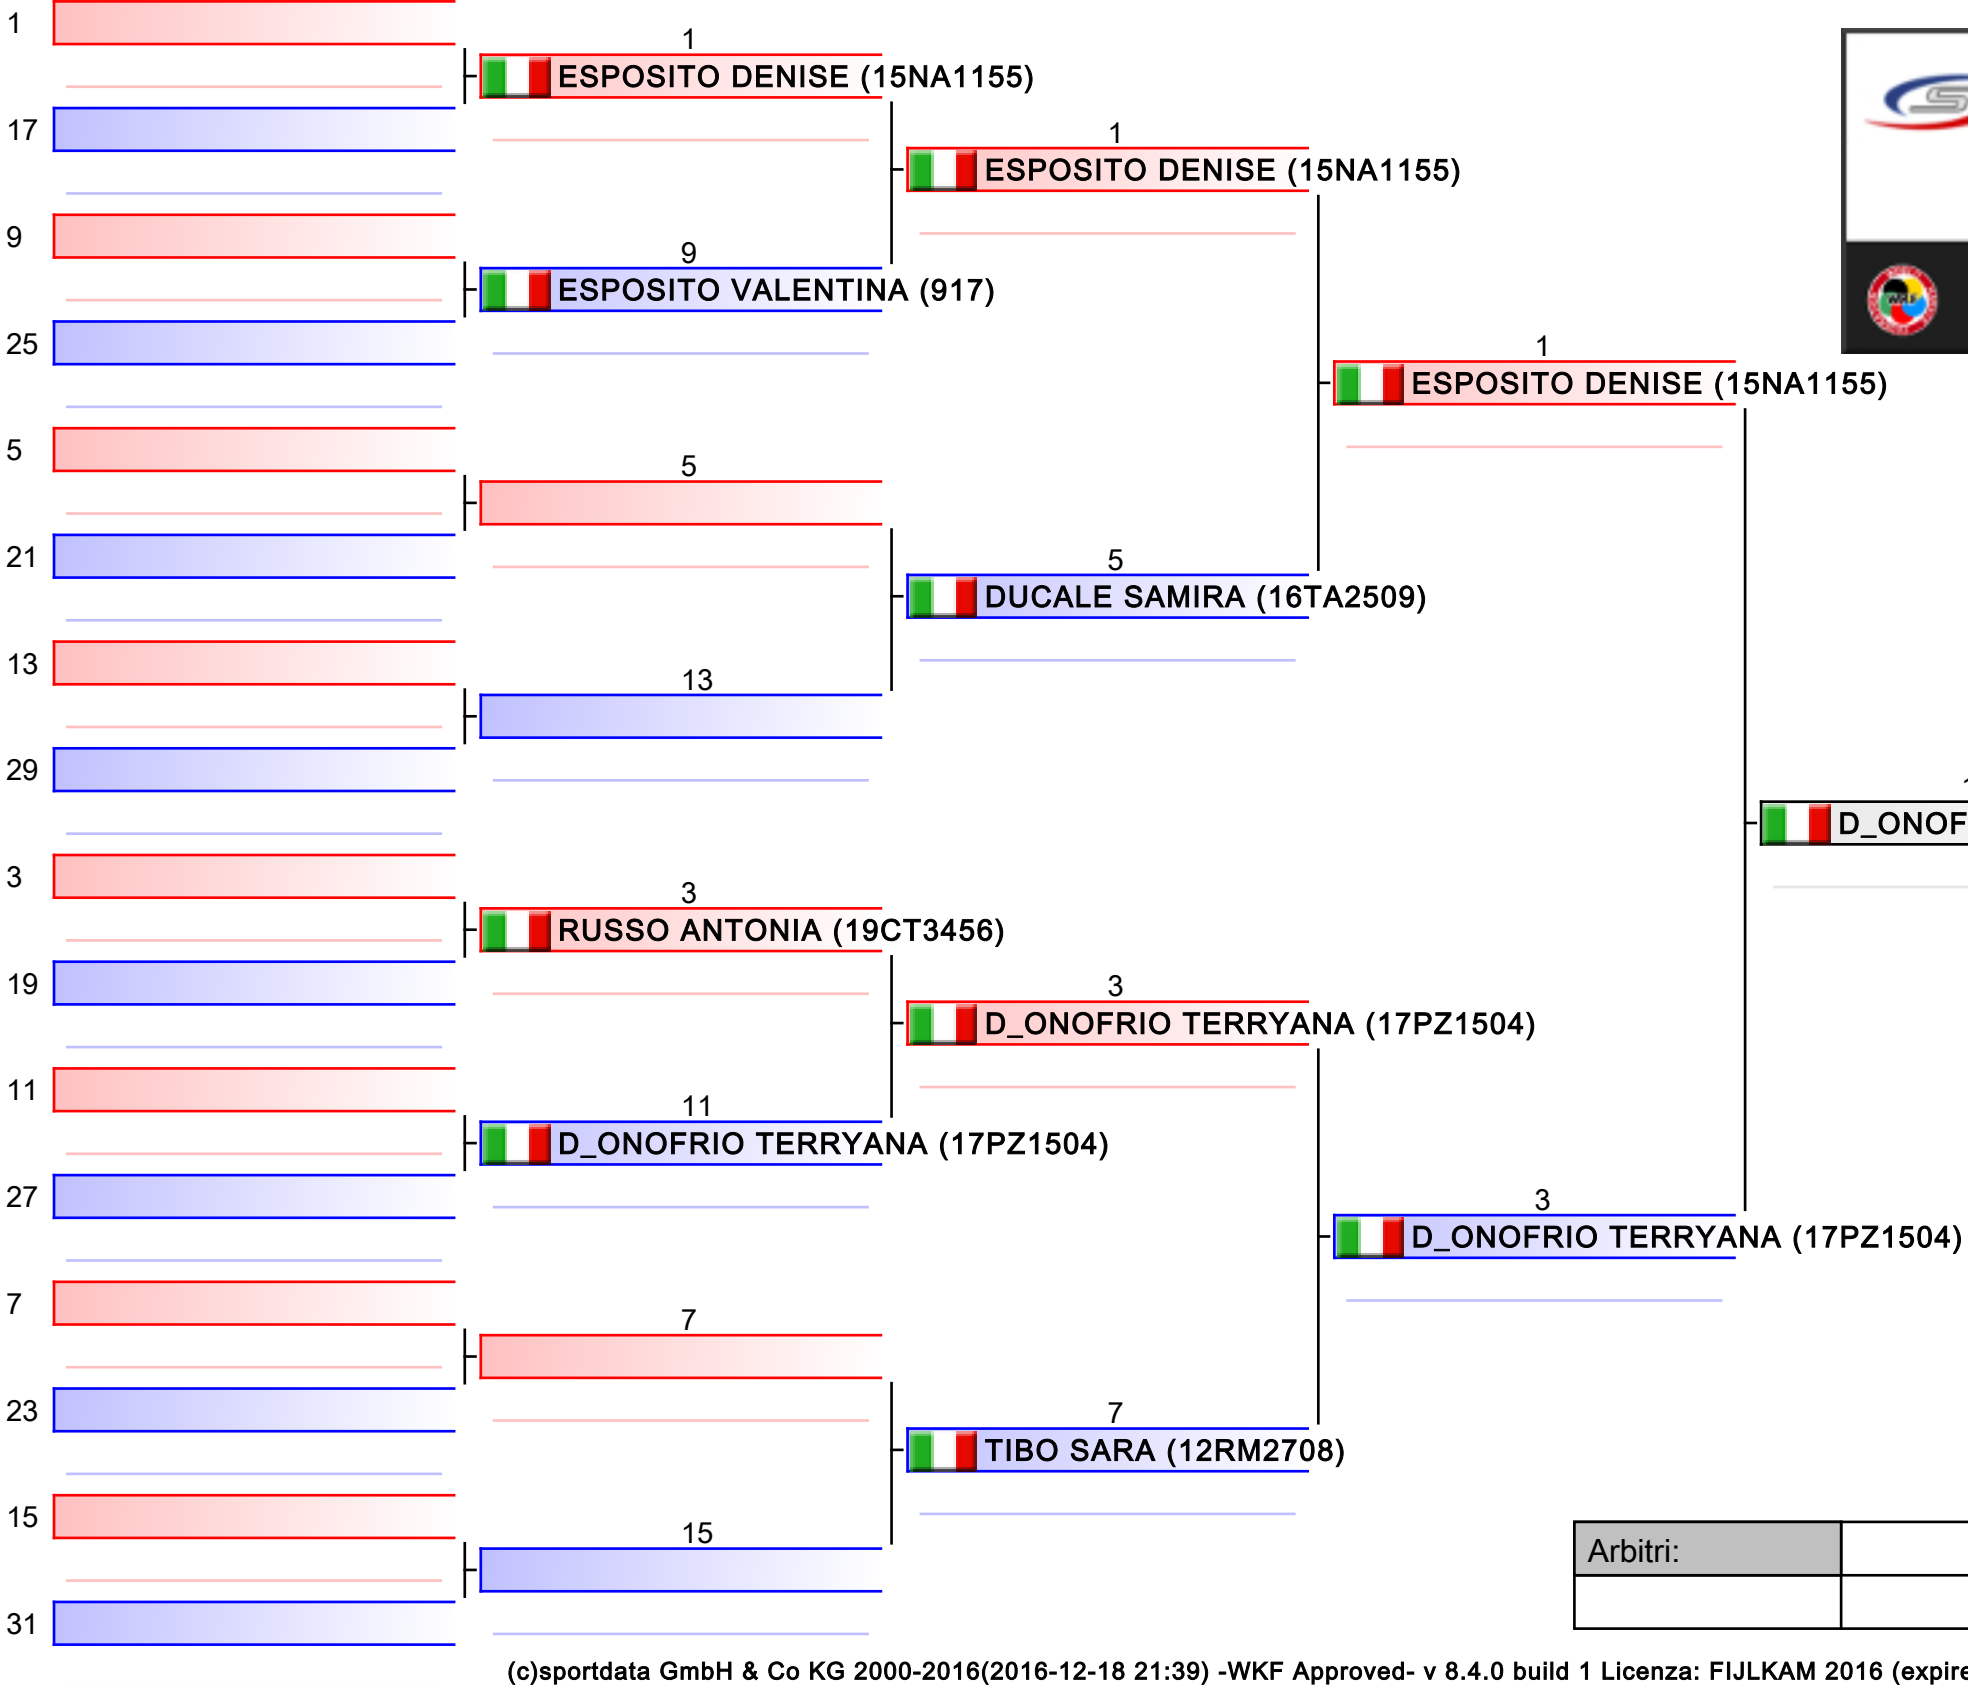 1
1
ESPOSITO DENISE (15NA1155)
17
1
ESPOSITO DENISE (15NA1155)
9
9
ESPOSITO VALENTINA (917)
25
1
ESPOSITO DENISE (15NA1155)
5
5
21
5
DUCALE SAMIRA (16TA2509)
13
13
29
D_ONOF
3
3
RUSSO ANTONIA (19CT3456)
19
3
D_ONOFRIO TERRYANA (17PZ1504)
11
11
D_ONOFRIO TERRYANA (17PZ1504)
27
3
D_ONOFRIO TERRYANA (17PZ1504)
7
7
23
7
TIBO SARA (12RM2708)
15
15
Arbitri:
31
(c)sportdata GmbH & Co KG 2000-2016(2016-12-18 21:39) -WKF Approved- v 8.4.0 build 1 Licenza: FIJLKAM 2016 (expire